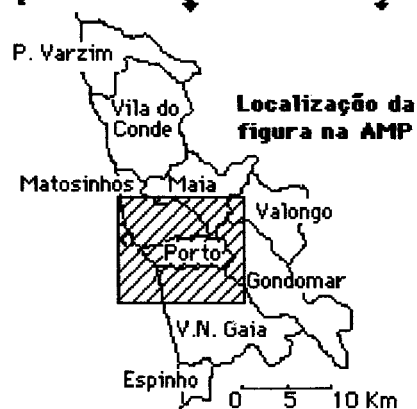 P. Varzim
Vila do
Conde
Localização da
figura na AMP
Matosinhos
Maia
Valongo
Porto
Gondomar
V.N. Gaia
Espinho
0 5 10 Km